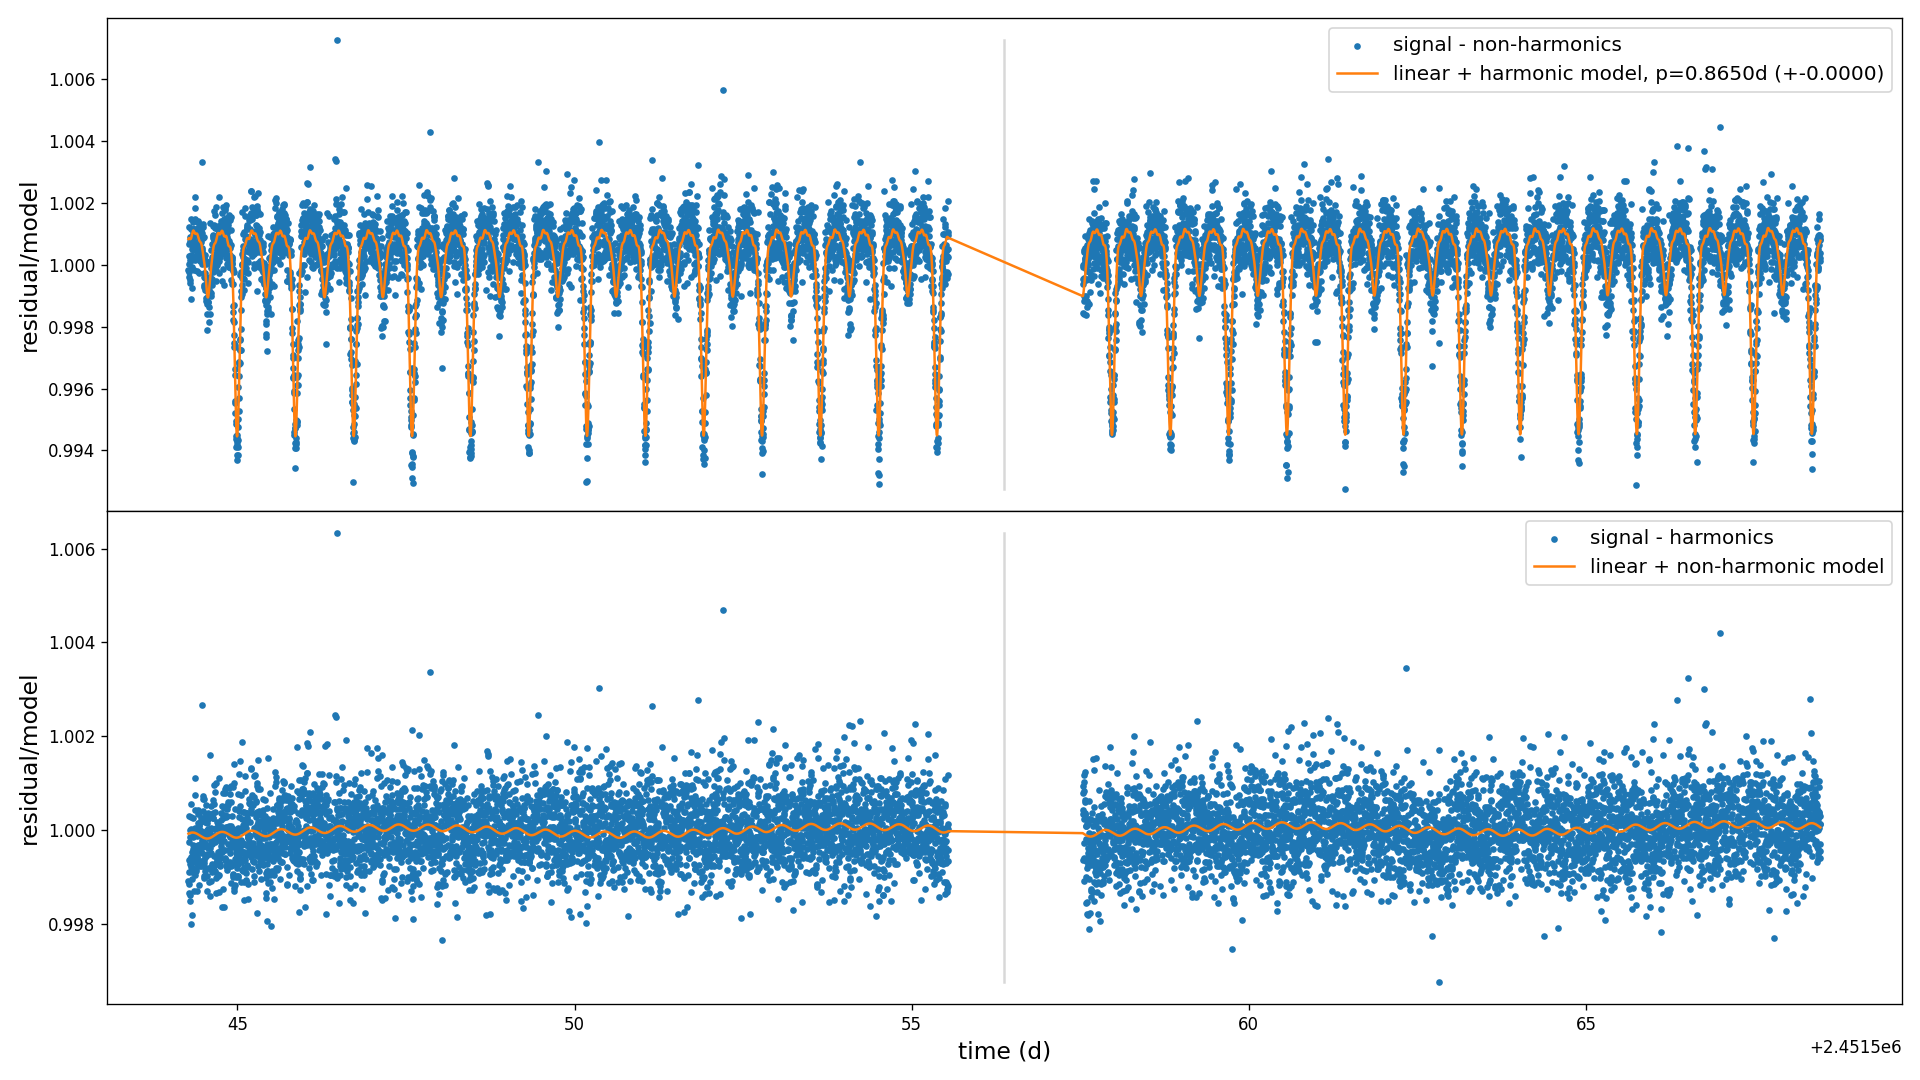 signal - non-harmonics
linear + harmonic model, p=0.8650d (+-0.0000)
1.006
1.004
1.002
1.000
0.998
0.996
0.994
residual/model
signal - harmonics
linear + non-harmonic model
1.006
1.004
1.002
1.000
0.998
residual/model
45
50
55
60
65
time (d)
+2.4515e6